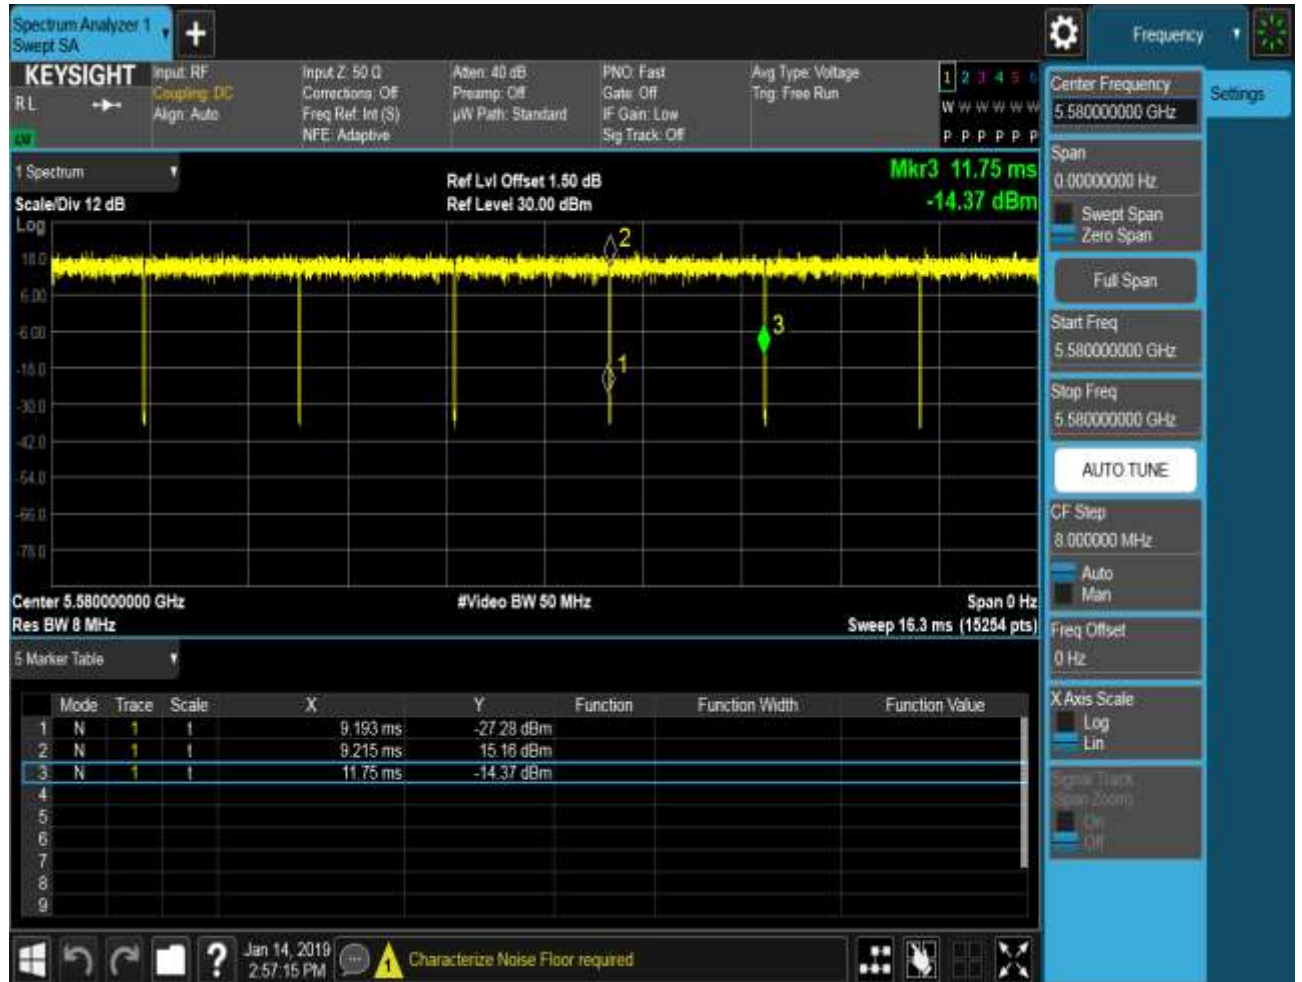 Spectrum Analyzer 1
Swept SA
+
Frequency
KEYSIGHT
RL
Input: RF
Coupling: DC
Align: Auto
Input Z: 50 Ω
Corrections: Off
Freq Ref: Int (S)
NFE: Adaptive
Atten: 40 dB
Preamp: Off
µW Path: Standard
PNO: Fast
Gate: Off
IF Gain: Low
Sig Track: Off
Avg Type: Voltage
Trig: Free Run
1 2 3 4 5 6
W W W W W W
P P P P P P
1 Spectrum
Scale/Div 12 dB
Ref Lvl Offset 1.50 dB
Ref Level 30.00 dBm
Mkr3 11.75 ms
-14.37 dBm
Log
18.0
6.00
-6.00
-18.0
-30.0
-42.0
-54.0
-66.0
-78.0
2
3
1
Center 5.580000000 GHz
#Video BW 50 MHz
Span 0 Hz
Res BW 8 MHz
Sweep 16.3 ms (15254 pts)
5 Marker Table
Mode Trace Scale X Y Function Function Width Function Value
1 N 1 t 9.193 ms -27.28 dBm
2 N 1 t 9.215 ms 15.16 dBm
3 N 1 t 11.75 ms -14.37 dBm
4
5
6
7
8
9
Center Frequency
5.580000000 GHz
Settings
Span
0.00000000 Hz
Swept Span
Zero Span
Full Span
Start Freq
5.580000000 GHz
Stop Freq
5.580000000 GHz
AUTO TUNE
CF Step
8.000000 MHz
Auto
Man
Freq Offset
0 Hz
X Axis Scale
Log
Lin
Signal Track
(Span Zoom)
On
Off
?
Jan 14, 2019
2:57:15 PM
1
Characterize Noise Floor required